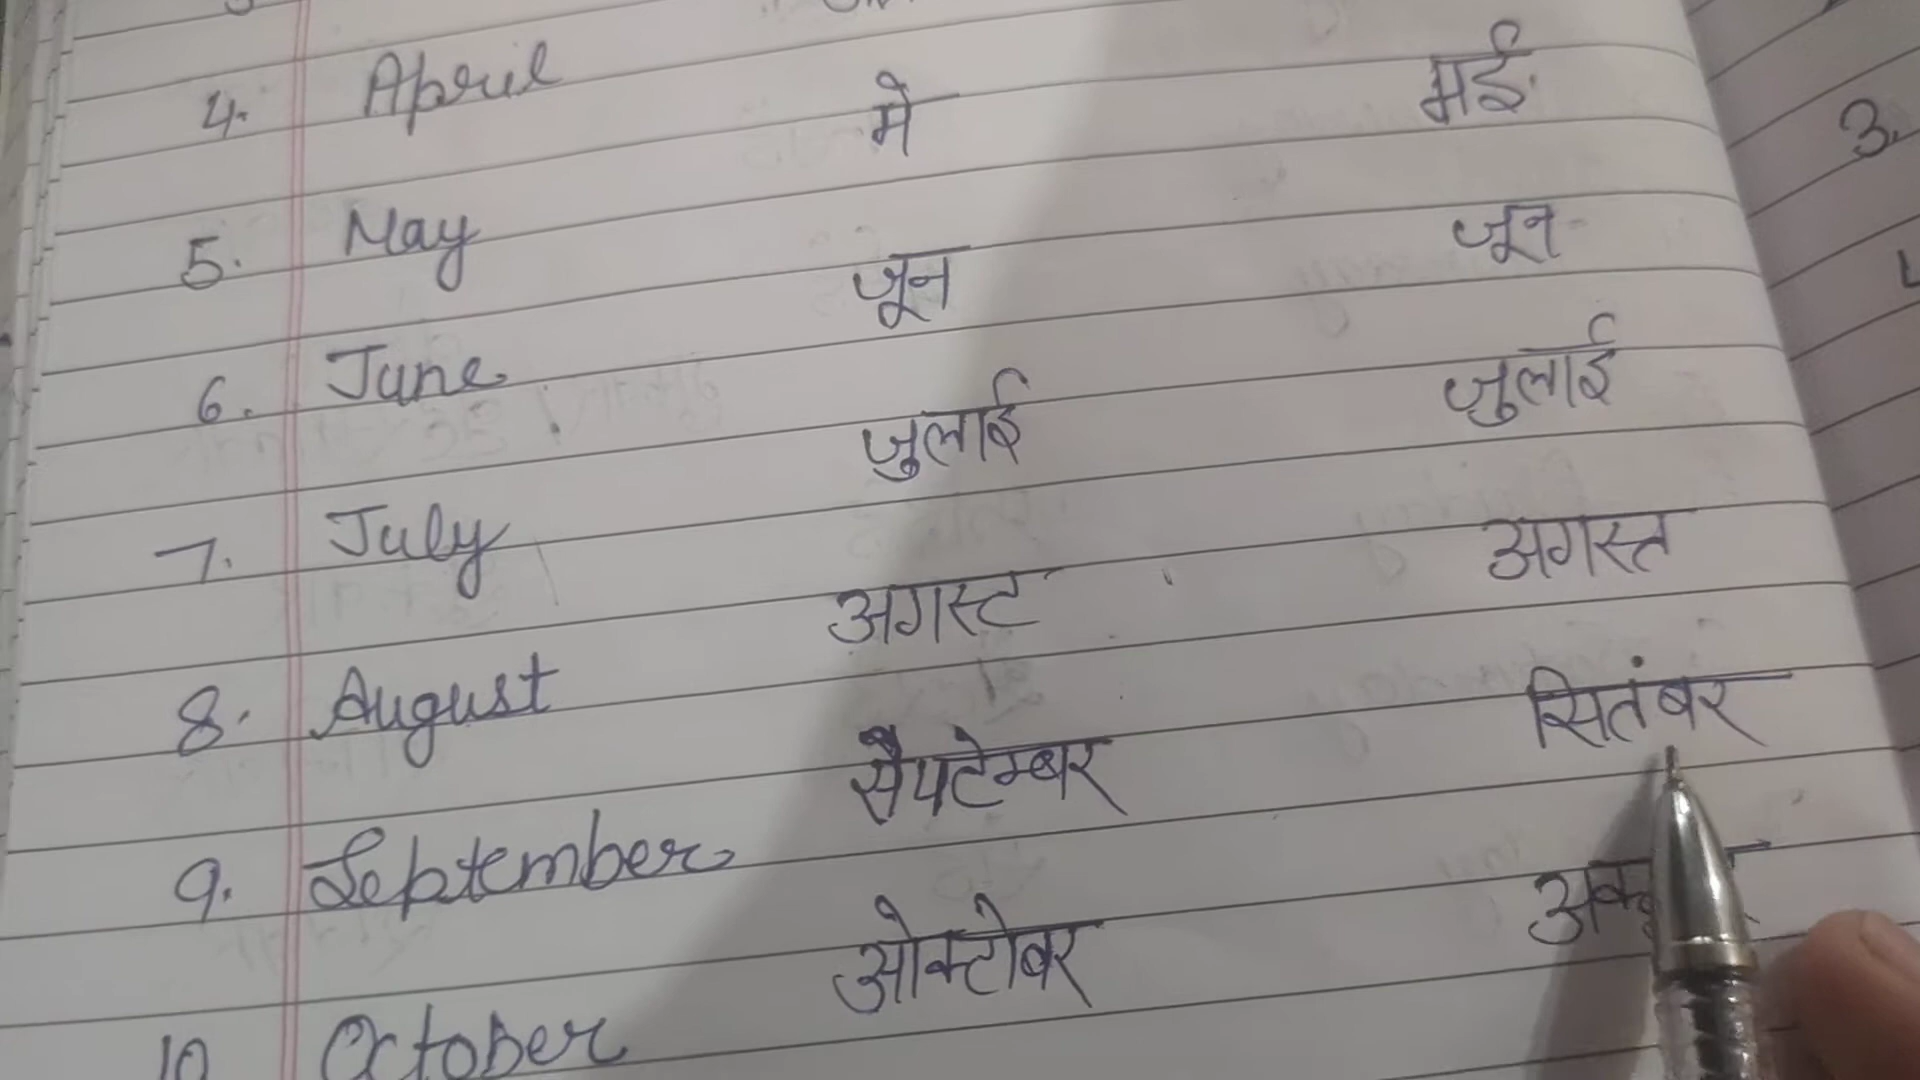 4. April
मे मई
5. May
जून जून
6. June
जुलाई जुलाई
7. July
अगस्ट अगस्त
8. August
सैपटेम्बर सितंबर
9. September
ओक्टोबर
10 October
3.